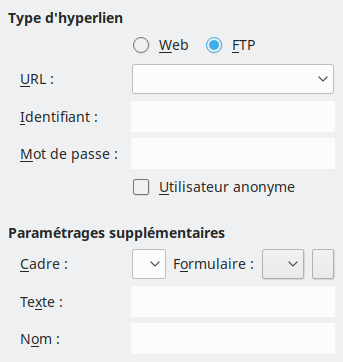 Type d'hyperlien
Web FTP
URL :
Identifiant :
Mot de passe :
Utilisateur anonyme
Paramétrages supplémentaires
Cadre : Formulaire :
Texte :
Nom :